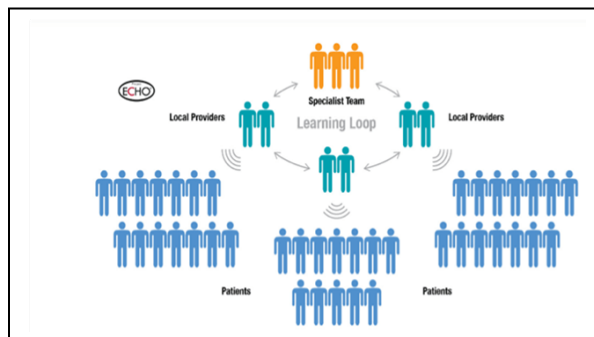 ECHO
Specialist Team
Local Providers
Learning Loop
Local Providers
Patients
Patients